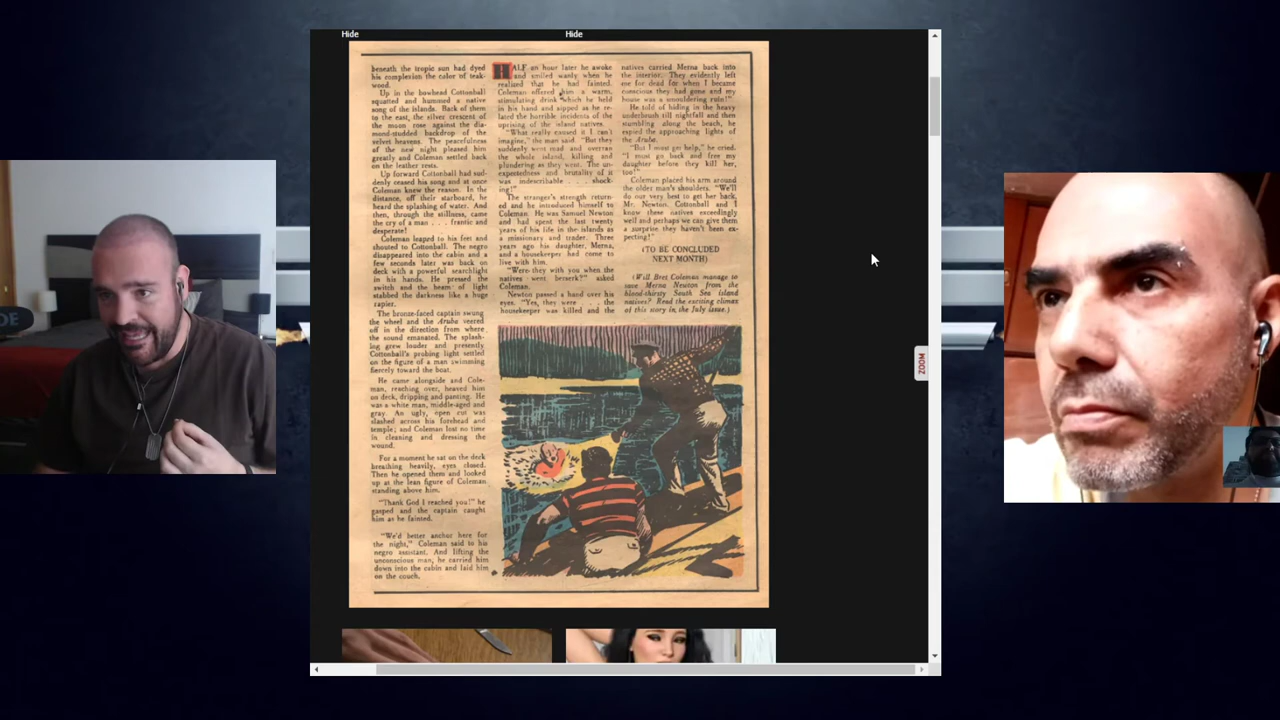 Hide
Hide
beneath the tropic sun had dyed
his complexion the color of teak-
wood.
Up in the bowhead Cottonball
squatted and hummed a native
song of the islands. Back of them
to the east, the silver crescent of
the moon rose against the dia-
mond-studded backdrop of the
velvet heavens. The peacefulness
of the new night pleased him
greatly and Coleman settled back
on the leather rests.
Up forward Cottonball had sud-
denly ceased his song and at once
Coleman knew the reason. In the
distance, off their starboard, he
heard the splashing of water. And
then, through the stillness, came
the cry of a man . . . frantic and
desperate!
Coleman leaped to his feet and
shouted to Cottonball. The negro
disappeared into the cabin and a
few seconds later was back on
deck with a powerful searchlight
in his hands. He pressed the
switch and the beam of light
stabbed the darkness like a huge
rapier.
The bronze-faced captain swung
the wheel and the Aruba veered
off in the direction from where
the sound emanated. The splash-
ing grew louder and presently
Cottonball's probing light settled
on the figure of a man swimming
fiercely toward the boat.
He came alongside and Cole-
man, reaching over, heaved him
on deck, dripping and panting. He
was a white man, middle-aged and
gray. An ugly, open cut was
slashed across his forehead and
temple; and Coleman lost no time
in cleaning and dressing the
wound.
For a moment he sat on the deck
breathing heavily, eyes closed.
Then he opened them and looked
up at the lean figure of Coleman
standing above him.
"Thank God I reached you!" he
gasped and the captain caught
him as he fainted.
"We'd better anchor here for
the night," Coleman said to his
negro assistant. And lifting the
unconscious man, he carried him
down into the cabin and laid him
on the couch.
HALF an hour later he awoke
and smiled wanly when he
realized that he had fainted.
Coleman offered him a warm,
stimulating drink which he held
in his hand and sipped as he re-
lated the horrible incidents of the
uprising of the island natives.
"What really caused it I can't
imagine," the man said. "But they
suddenly went mad and overran
the whole island, killing and
plundering as they went. The un-
expectedness and brutality of it
was indescribable . . . shock-
ing!"
The stranger's strength return-
ed and he introduced himself to
Coleman. He was Samuel Newton
and had spent the last twenty
years of his life in the islands as
a missionary and trader. Three
years ago his daughter, Metna,
and a housekeeper had come to
live with him.
"Were they with you when the
natives went berserk?" asked
Coleman.
Newton passed a hand over his
eyes. "Yes, they were . . . the
housekeeper was killed and the
natives carried Metna back into
the interior. They evidently left
me for dead for when I became
conscious they had gone and my
house was a smouldering ruin!"
He told of hiding in the heavy
underbrush till nightfall and then
stumbling along the beach, he
espied the approaching lights of
the Aruba.
"But I must get help," he cried.
"I must go back and free my
daughter before they kill her,
too!"
Coleman placed his arm around
the older man's shoulders. "We'll
do our very best to get her back,
Mr. Newton. Cottonball and I
know these natives exceedingly
well and perhaps we can give them
a surprise they haven't been ex-
pecting!"
(TO BE CONCLUDED
NEXT MONTH)
(Will Bret Coleman manage to
save Metna Newton from the
blood-thirsty South Sea island
natives? Read the exciting climax
of this story in the July issue.)
ZOOM